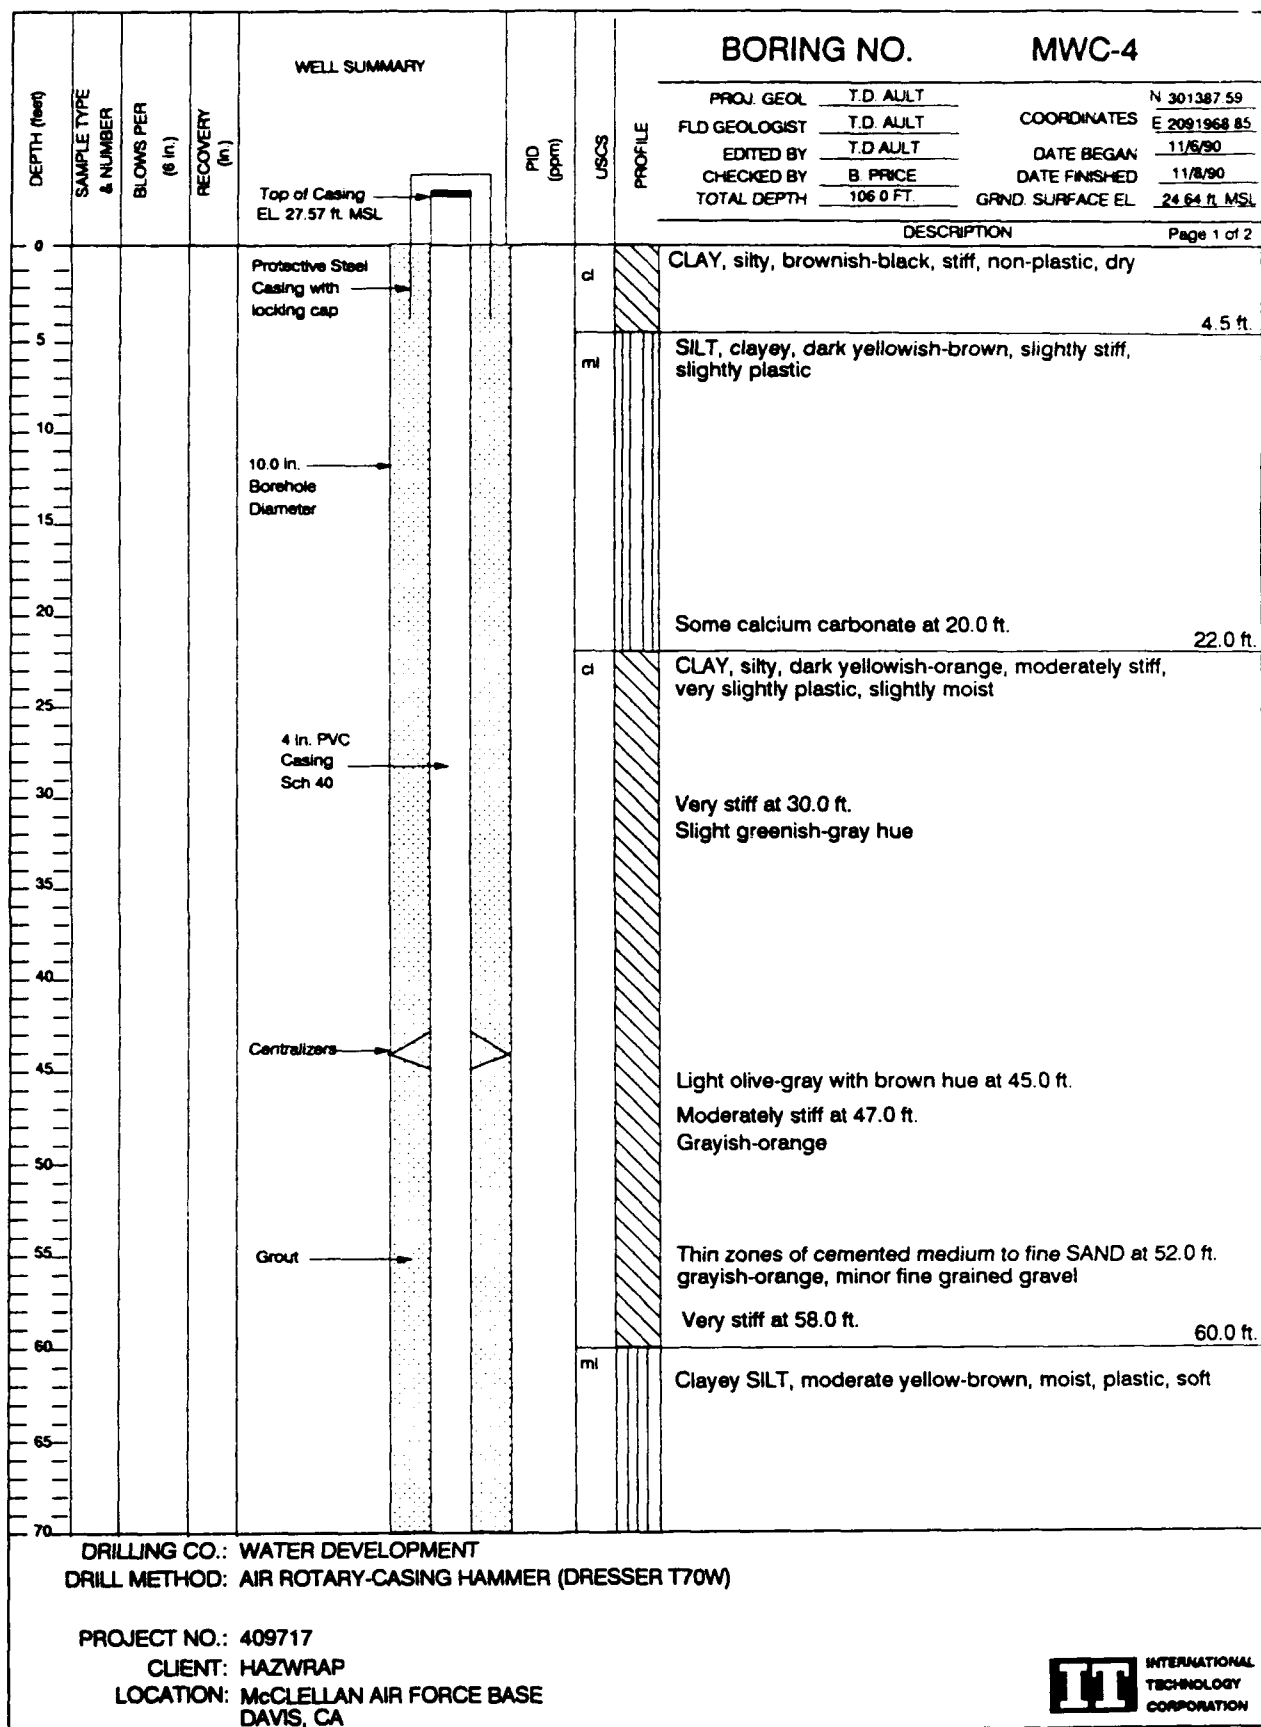 BORING NO. MWC-4
WELL SUMMARY
DEPTH (feet)
SAMPLE TYPE & NUMBER
BLOWS PER (6 in.)
RECOVERY (in.)
PID (ppm)
USCS
PROFILE
PROJ. GEOL T.D. AULT
FLD GEOLOGIST T.D. AULT
EDITED BY T.D AULT
CHECKED BY B. PRICE
TOTAL DEPTH 106 0 FT.
COORDINATES N 301387.59
E 2091968 85
DATE BEGAN 11/6/90
DATE FINISHED 11/8/90
GRND. SURFACE EL 24 64 ft. MSL
DESCRIPTION Page 1 of 2
Top of Casing
EL. 27.57 ft. MSL
0
Protective Steel
Casing with
locking cap
cl
CLAY, silty, brownish-black, stiff, non-plastic, dry
4.5 ft.
5
ml
SILT, clayey, dark yellowish-brown, slightly stiff,
slightly plastic
10
10.0 in.
Borehole
Diameter
15
20
Some calcium carbonate at 20.0 ft.
22.0 ft.
cl
CLAY, silty, dark yellowish-orange, moderately stiff,
very slightly plastic, slightly moist
25
4 in. PVC
Casing
Sch 40
30
Very stiff at 30.0 ft.
Slight greenish-gray hue
35
40
Centralizers
45
Light olive-gray with brown hue at 45.0 ft.
Moderately stiff at 47.0 ft.
Grayish-orange
50
55
Grout
Thin zones of cemented medium to fine SAND at 52.0 ft.
grayish-orange, minor fine grained gravel
Very stiff at 58.0 ft.
60.0 ft.
60
ml
Clayey SILT, moderate yellow-brown, moist, plastic, soft
65
70
DRILLING CO.: WATER DEVELOPMENT
DRILL METHOD: AIR ROTARY-CASING HAMMER (DRESSER T70W)
PROJECT NO.: 409717
CLIENT: HAZWRAP
LOCATION: McCLELLAN AIR FORCE BASE
DAVIS, CA
IT INTERNATIONAL
TECHNOLOGY
CORPORATION